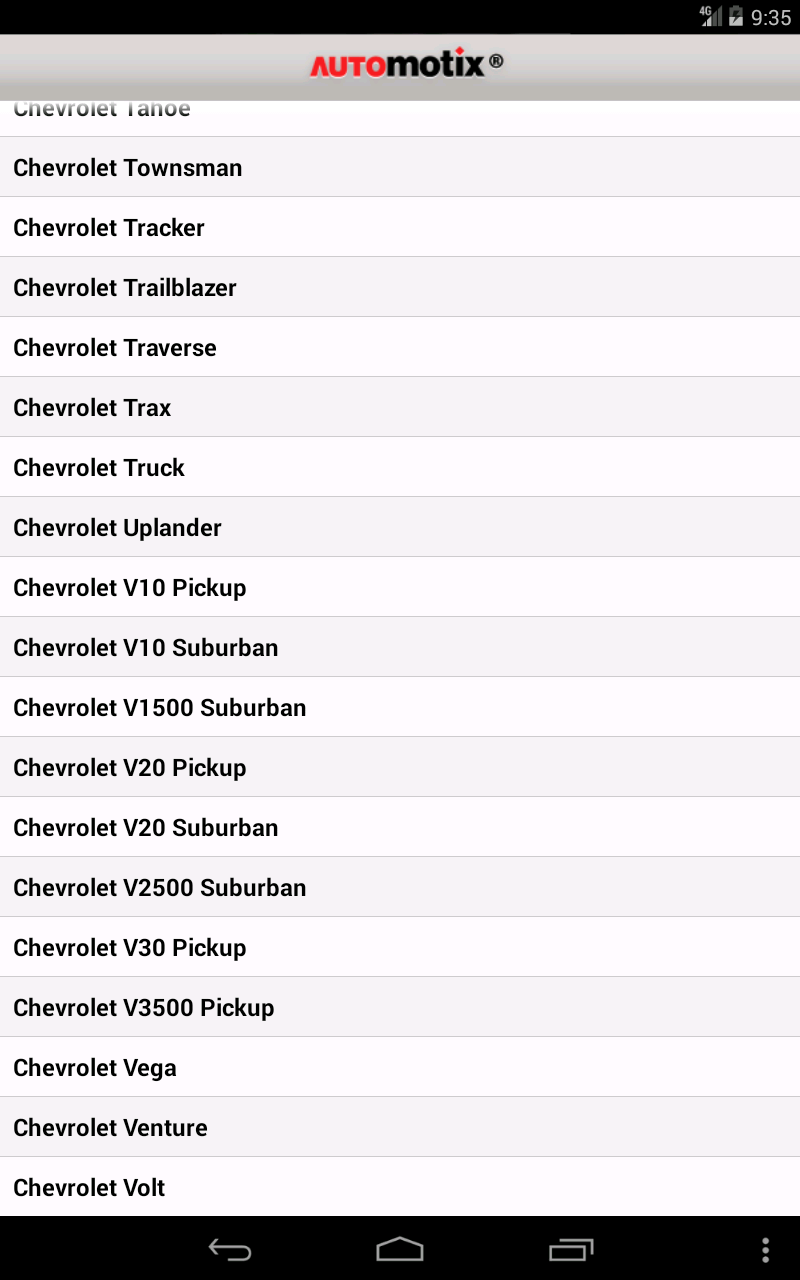 4G 9:35
AUTOmotix®
Chevrolet Tahoe
Chevrolet Townsman
Chevrolet Tracker
Chevrolet Trailblazer
Chevrolet Traverse
Chevrolet Trax
Chevrolet Truck
Chevrolet Uplander
Chevrolet V10 Pickup
Chevrolet V10 Suburban
Chevrolet V1500 Suburban
Chevrolet V20 Pickup
Chevrolet V20 Suburban
Chevrolet V2500 Suburban
Chevrolet V30 Pickup
Chevrolet V3500 Pickup
Chevrolet Vega
Chevrolet Venture
Chevrolet Volt